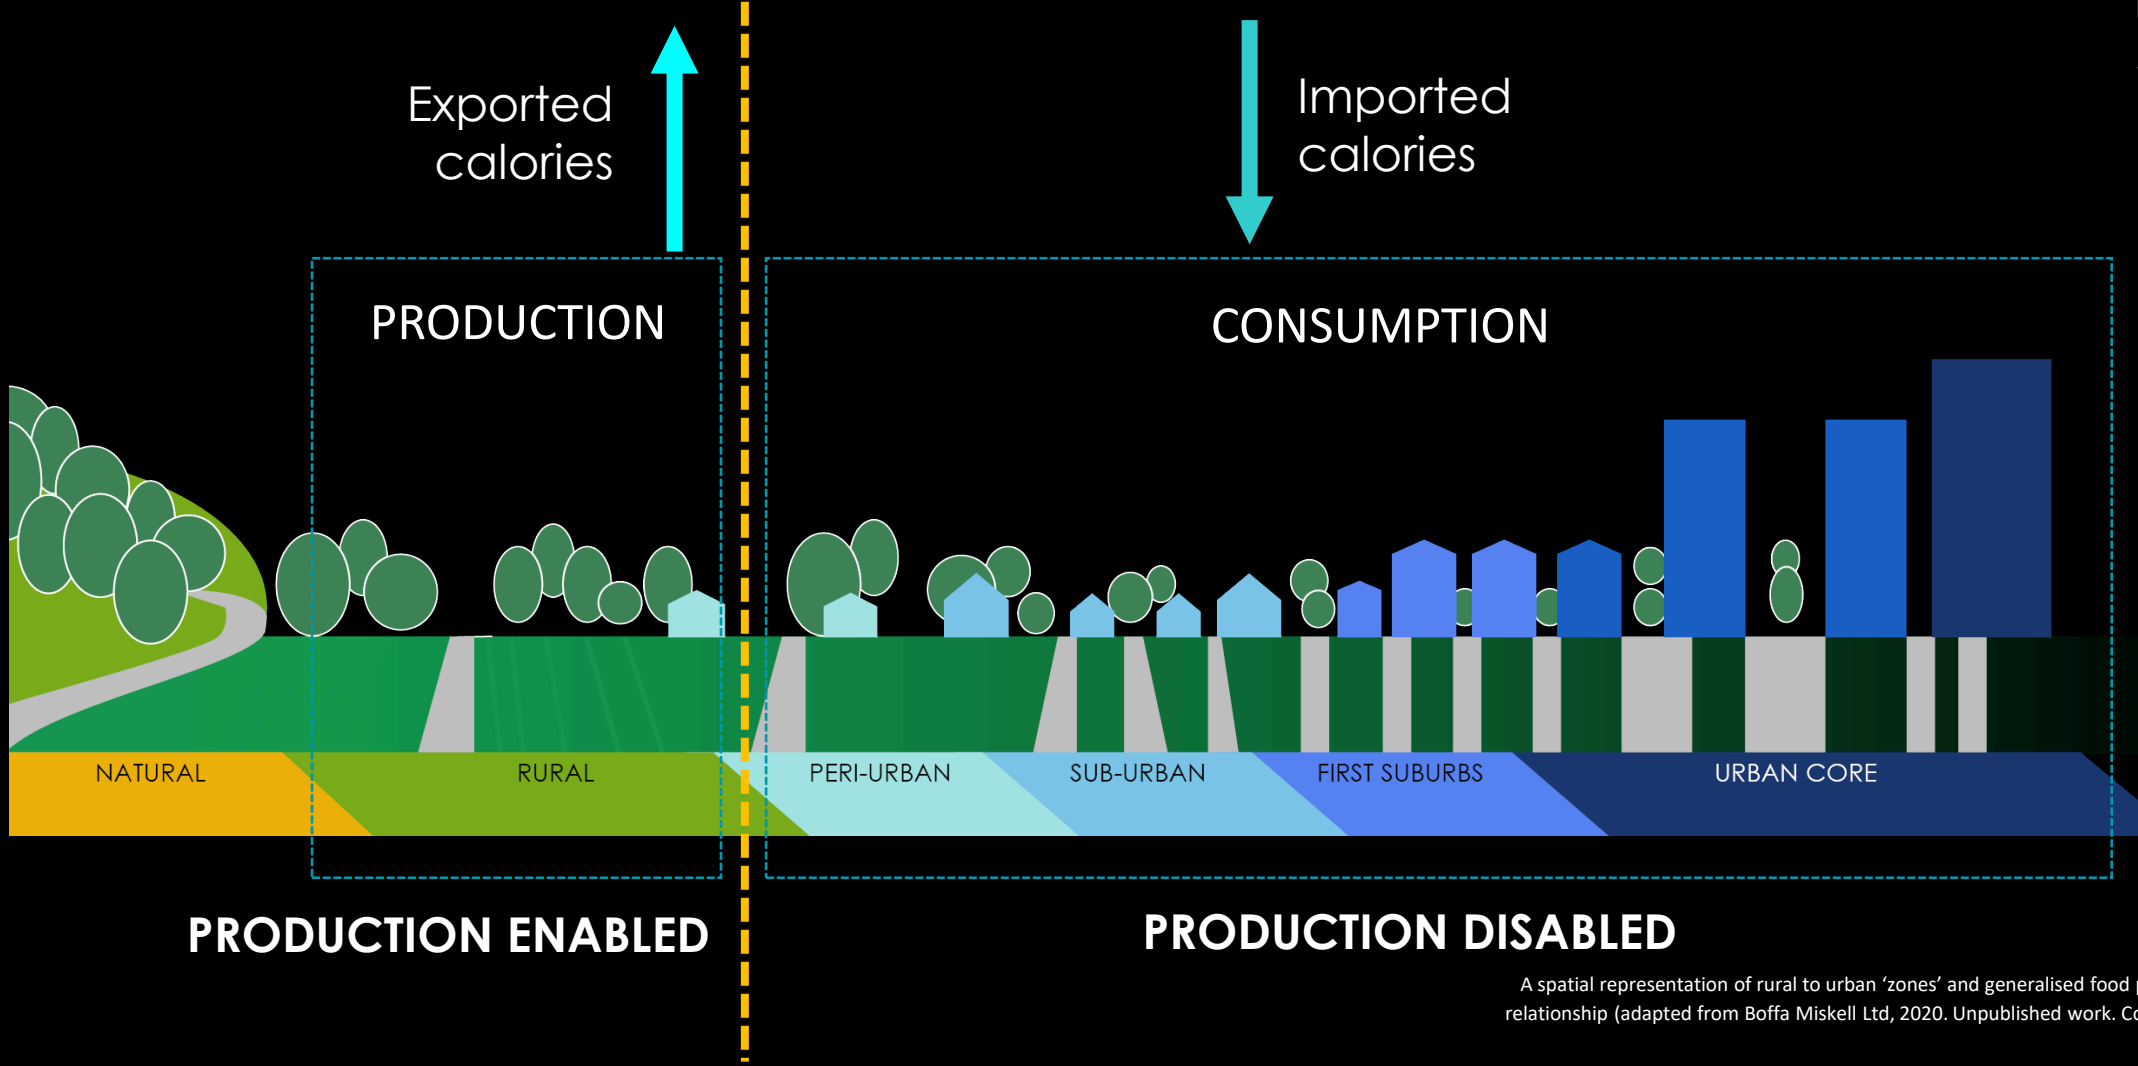 Exported
calories
Imported
calories
PRODUCTION
CONSUMPTION
NATURAL
RURAL
PERI-URBAN
SUB-URBAN
FIRST SUBURBS
URBAN CORE
PRODUCTION ENABLED
PRODUCTION DISABLED
A spatial representation of rural to urban ‘zones’ and generalised food
relationship (adapted from Boffa Miskell Ltd, 2020. Unpublished work.